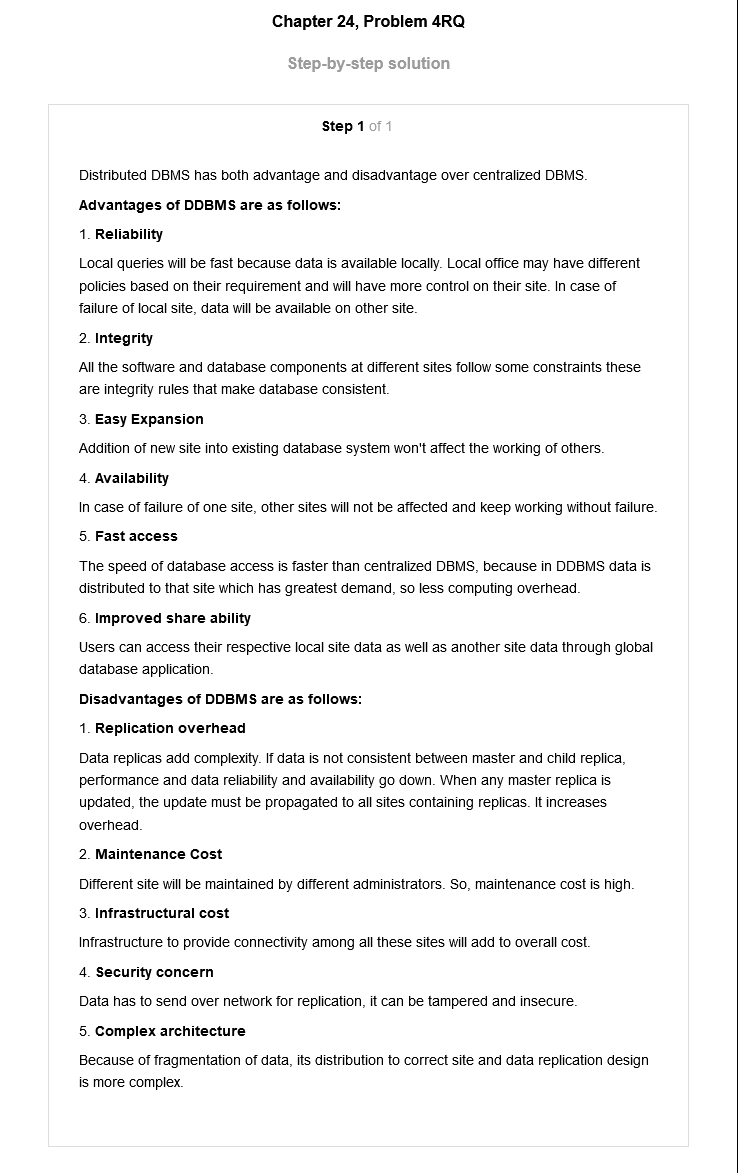 Chapter 24, Problem 4RQ
Step-by-step solution
Step 1 of 1
Distributed DBMS has both advantage and disadvantage over centralized DBMS.
Advantages of DDBMS are as follows:
1. Reliability
Local queries will be fast because data is available locally. Local office may have different
policies based on their requirement and will have more control on their site. In case of
failure of local site, data will be available on other site.
2. Integrity
All the software and database components at different sites follow some constraints these
are integrity rules that make database consistent.
3. Easy Expansion
Addition of new site into existing database system won't affect the working of others.
4. Availability
In case of failure of one site, other sites will not be affected and keep working without failure.
5. Fast access
The speed of database access is faster than centralized DBMS, because in DDBMS data is
distributed to that site which has greatest demand, so less computing overhead.
6. Improved share ability
Users can access their respective local site data as well as another site data through global
database application.
Disadvantages of DDBMS are as follows:
1. Replication overhead
Data replicas add complexity. If data is not consistent between master and child replica,
performance and data reliability and availability go down. When any master replica is
updated, the update must be propagated to all sites containing replicas. It increases
overhead.
2. Maintenance Cost
Different site will be maintained by different administrators. So, maintenance cost is high.
3. Infrastructural cost
Infrastructure to provide connectivity among all these sites will add to overall cost.
4. Security concern
Data has to send over network for replication, it can be tampered and insecure.
5. Complex architecture
Because of fragmentation of data, its distribution to correct site and data replication design
is more complex.